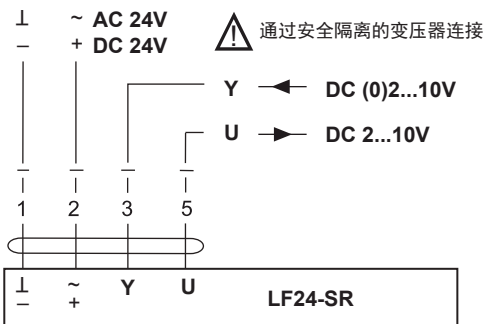 ⊥ ~ AC 24V
– + DC 24V
通过安全隔离的变压器连接
Y DC (0)2...10V
U DC 2...10V
1 2 3 5
⊥ ~ Y U
– +
LF24-SR